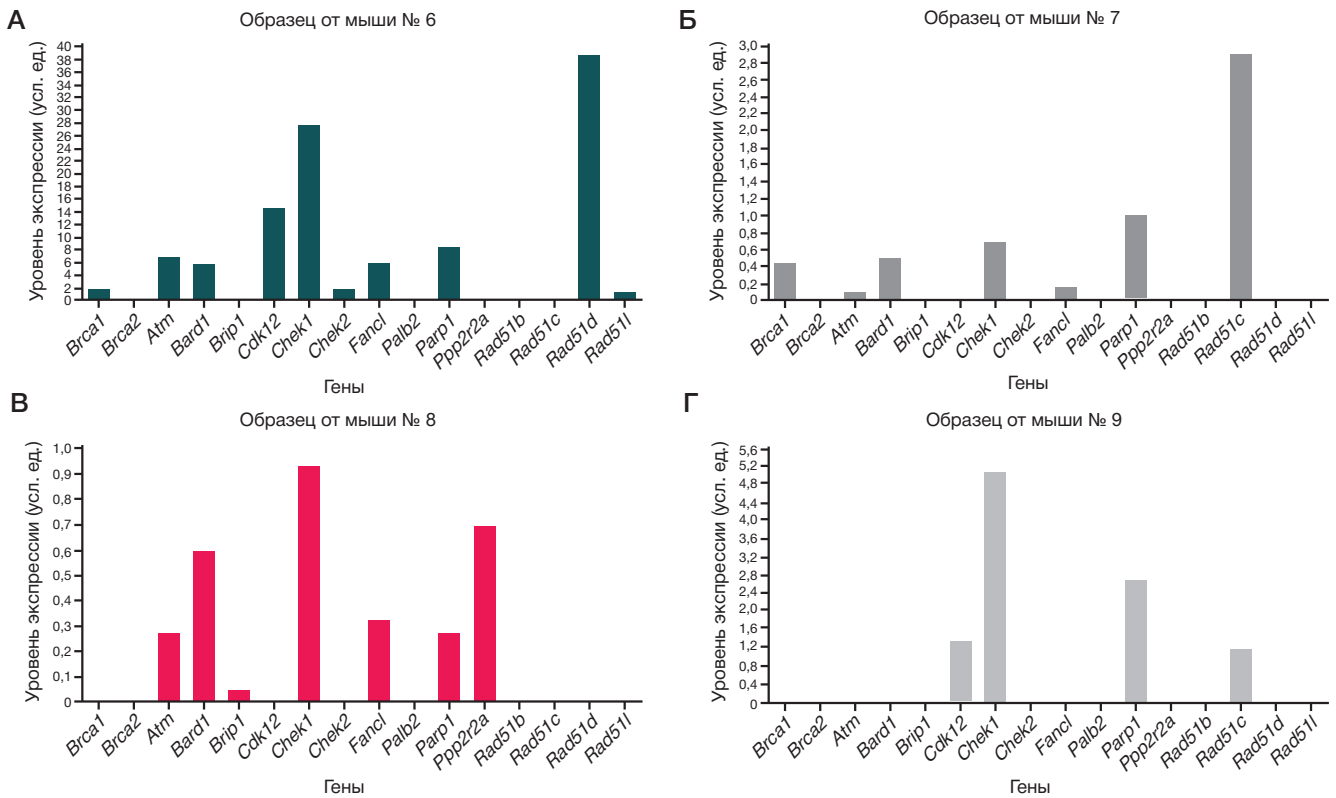 А
Образец от мыши № 6
Уровень экспрессии (усл. ед.)
40
38
36
34
32
30
28
26
24
22
16
18
16
14
12
10
8
6
4
2
0
Brca1
Brca2
Atm
Bard1
Brip1
Cdk12
Chek1
Chek2
Fancl
Palb2
Parp1
Ppp2r2a
Rad51b
Rad51c
Rad51d
Rad51l
Гены
Б
Образец от мыши № 7
Уровень экспрессии (усл. ед.)
3,0
2,8
2,6
2,4
2,2
2,0
1,8
1,6
1,4
1,2
1,0
0,8
0,6
0,4
0,2
0
Brca1
Brca2
Atm
Bard1
Brip1
Cdk12
Chek1
Chek2
Fancl
Palb2
Parp1
Ppp2r2a
Rad51b
Rad51c
Rad51d
Rad51l
Гены
В
Образец от мыши № 8
Уровень экспрессии (усл. ед.)
1,0
0,9
0,8
0,7
0,6
0,5
0,4
0,3
0,2
0,1
0
Brca1
Brca2
Atm
Bard1
Brip1
Cdk12
Chek1
Chek2
Fancl
Palb2
Parp1
Ppp2r2a
Rad51b
Rad51c
Rad51d
Rad51l
Гены
Г
Образец от мыши № 9
Уровень экспрессии (усл. ед.)
5,6
5,2
4,8
4,4
4,0
3,6
3,2
2,8
2,4
2,0
1,6
1,2
0,8
0,4
0
Brca1
Brca2
Atm
Bard1
Brip1
Cdk12
Chek1
Chek2
Fancl
Palb2
Parp1
Ppp2r2a
Rad51b
Rad51c
Rad51d
Rad51l
Гены